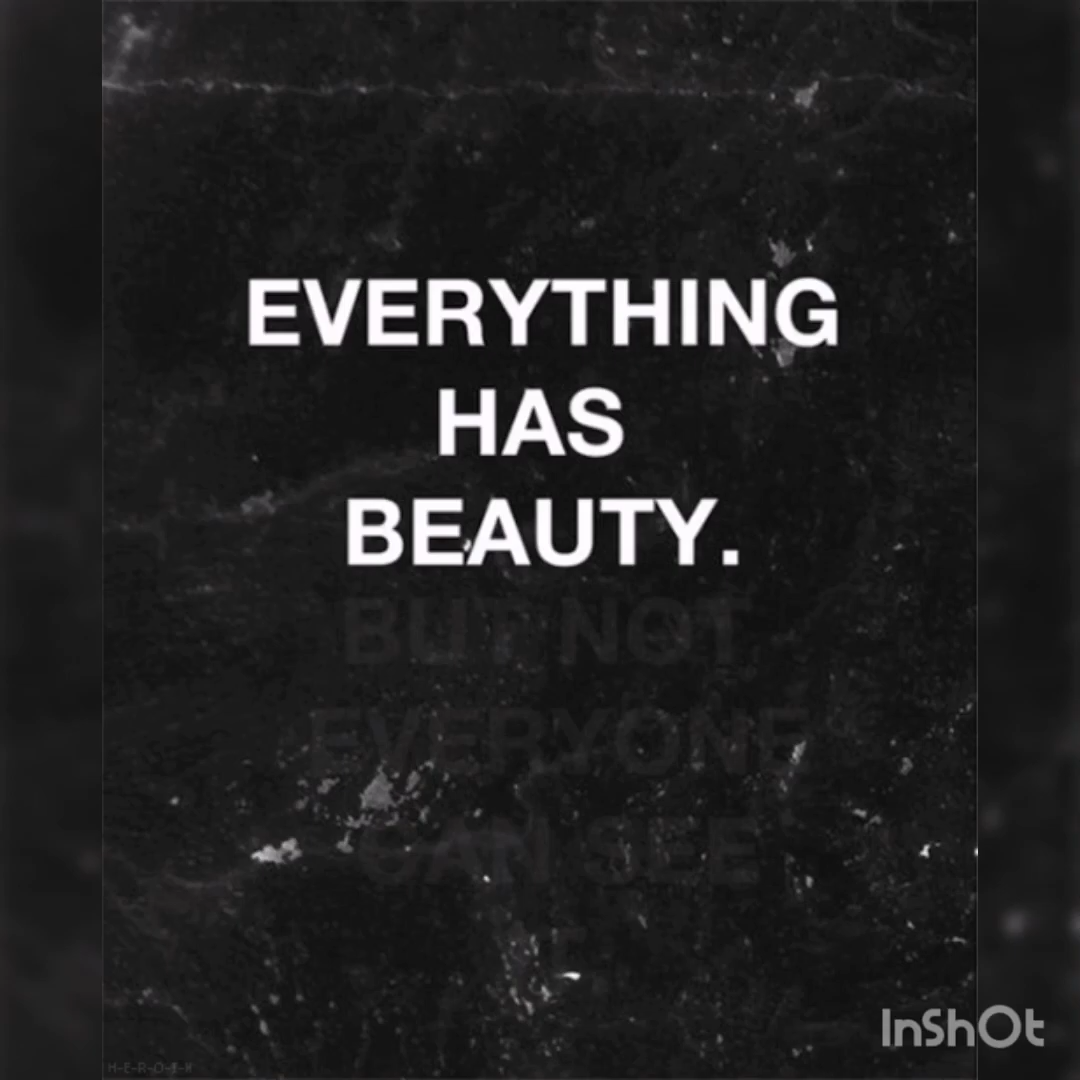 EVERYTHING
HAS
BEAUTY.
BUT NOT
EVERYONE
CAN SEE
InShOt